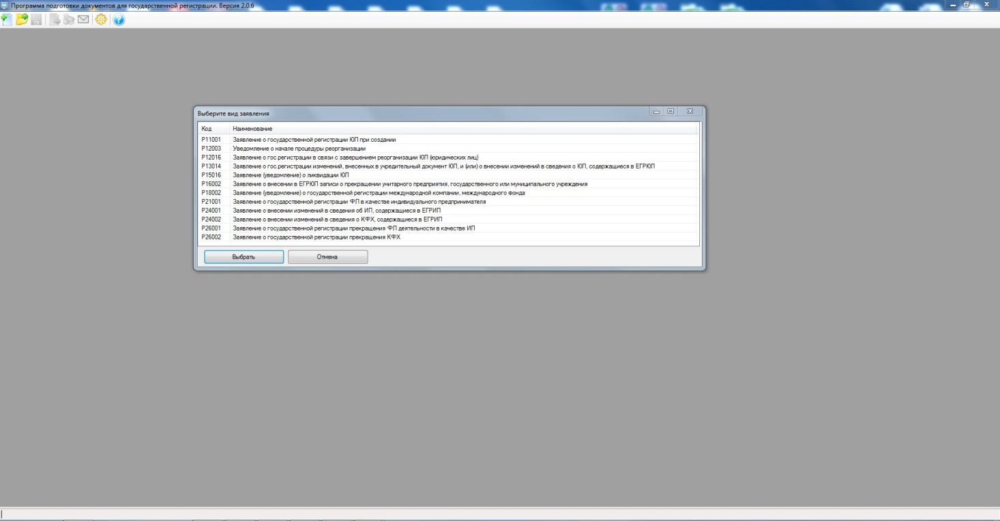 Программа подготовки документов для государственной регистрации. Версия 2.0.6
Выберите вид заявления
Код Наименование
Р11001 Заявление о государственной регистрации ЮЛ при создании
Р12003 Уведомление о начале процедуры реорганизации
Р12016 Заявление о гос.регистрации в связи с завершением реорганизации ЮЛ (юридических лиц)
Р13014 Заявление о гос.регистрации изменений, внесенных в учредительный документ ЮЛ, и (или) о внесении изменений в сведения о ЮЛ, содержащиеся в ЕГРЮЛ
Р15016 Заявление (уведомление) о ликвидации ЮЛ
Р16002 Заявление о внесении в ЕГРЮЛ записи о прекращении унитарного предприятия, государственного или муниципального учреждения
Р18002 Заявление (уведомление) о государственной регистрации международной компании, международного фонда
Р21001 Заявление о государственной регистрации ФЛ в качестве индивидуального предпринимателя
Р24001 Заявление о внесении изменений в сведения об ИП, содержащиеся в ЕГРИП
Р24002 Заявление о внесении изменений в сведения о КФХ, содержащиеся в ЕГРИП
Р26001 Заявление о государственной регистрации прекращения ФЛ деятельности в качестве ИП
Р26002 Заявление о государственной регистрации прекращения КФХ
Выбрать Отмена